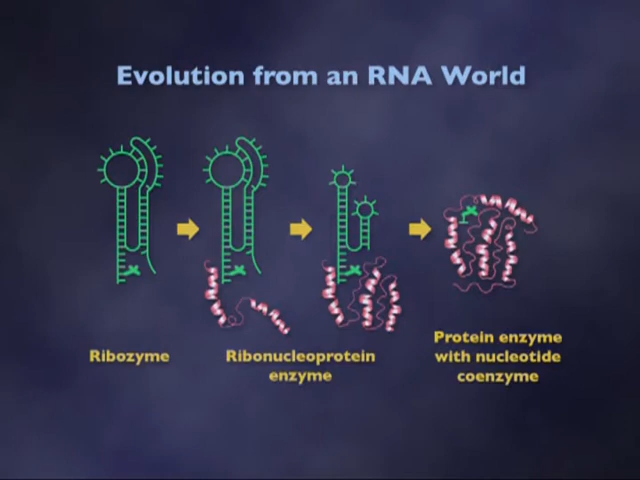 Evolution from an RNA World
Ribozyme
Ribonucleoprotein
enzyme
Protein enzyme
with nucleotide
coenzyme